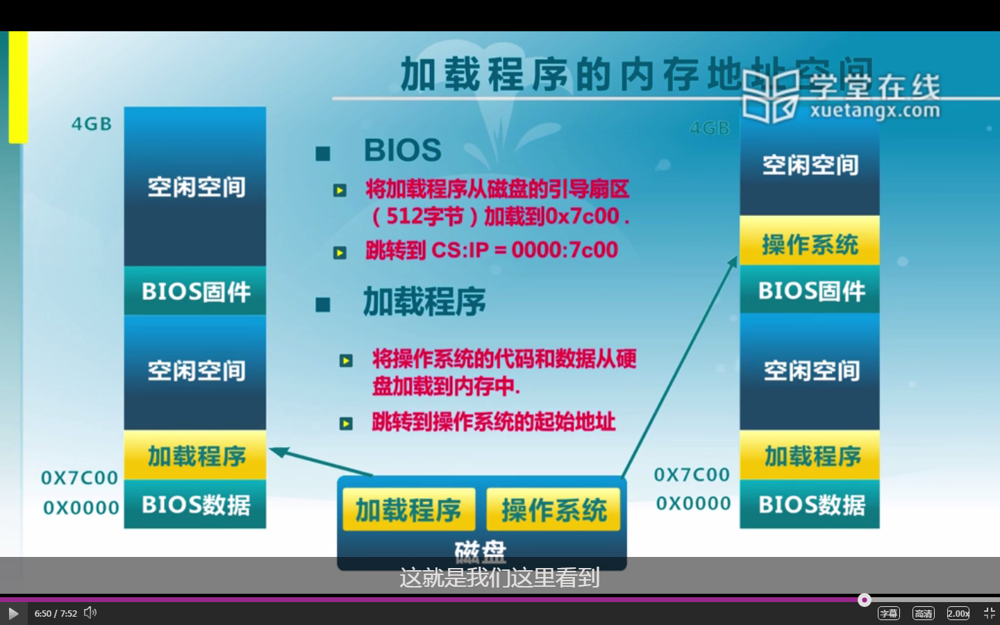 加载程序的内存地址空间
学堂在线
xuetangx.com
4GB
空闲空间
BIOS固件
空闲空间
加载程序
0X7C00
0X0000
BIOS数据
BIOS
将加载程序从磁盘的引导扇区
（512字节）加载到0x7c00 .
跳转到 CS:IP = 0000:7c00
加载程序
将操作系统的代码和数据从硬
盘加载到内存中.
跳转到操作系统的起始地址
加载程序
操作系统
磁盘
4GB
空闲空间
操作系统
BIOS固件
空闲空间
加载程序
0X7C00
0X0000
BIOS数据
这就是我们这里看到
6:50 / 7:52
字幕
高清
2.00x